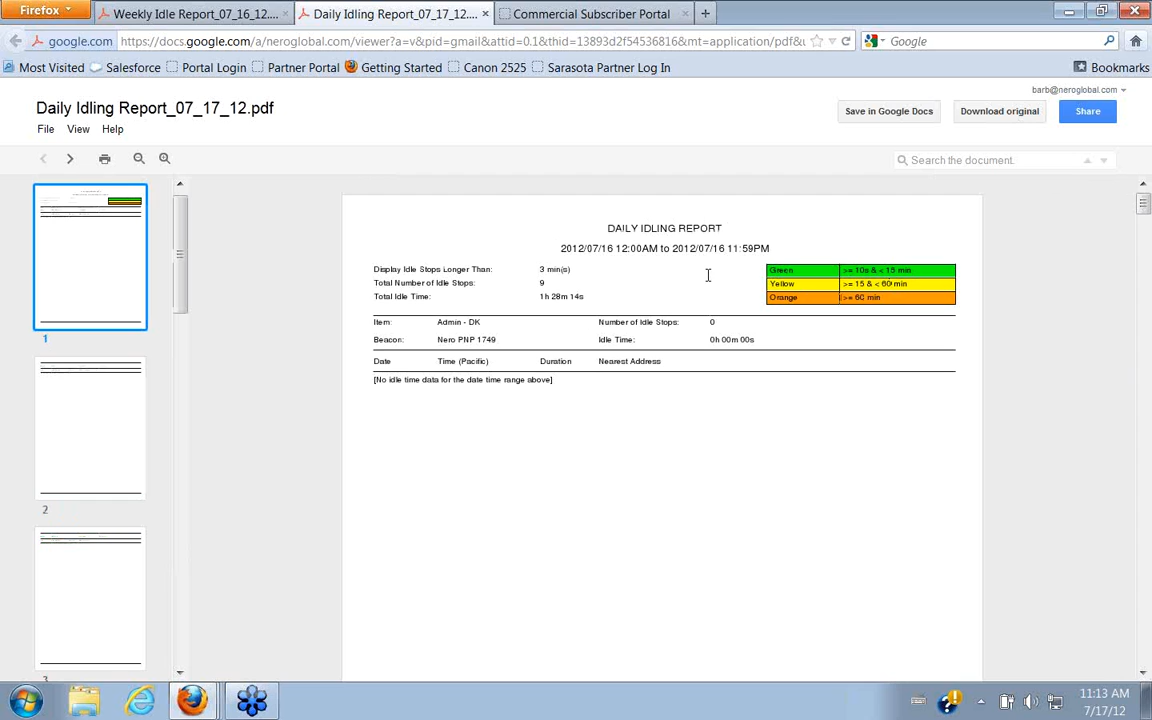 Firefox
Weekly Idle Report_07_16_12....
Daily Idling Report_07_17_12....
Commercial Subscriber Portal
google.com
https://docs.google.com/a/neroglobal.com/viewer?a=v&pid=gmail&attid=0.1&thid=13893d2f54536816&mt=application/pdf&
Google
Most Visited Salesforce Portal Login Partner Portal Getting Started Canon 2525 Sarasota Partner Log In Bookmarks
barb@neroglobal.com
Daily Idling Report_07_17_12.pdf
Save in Google Docs Download original Share
File View Help
Search the document.
DAILY IDLING REPORT
2012/07/16 12:00AM to 2012/07/16 11:59PM
Display Idle Stops Longer Than: 3 min(s)
Total Number of Idle Stops: 9
Total Idle Time: 1h 28m 14s
Green >= 10s & < 15 min
Yellow >= 15 & < 60 min
Orange >= 60 min
Item: Admin - DK Number of Idle Stops: 0
Beacon: Nero PNP 1749 Idle Time: 0h 00m 00s
Date Time (Pacific) Duration Nearest Address
[No idle time data for the date time range above]
1
2
3
11:13 AM
7/17/12